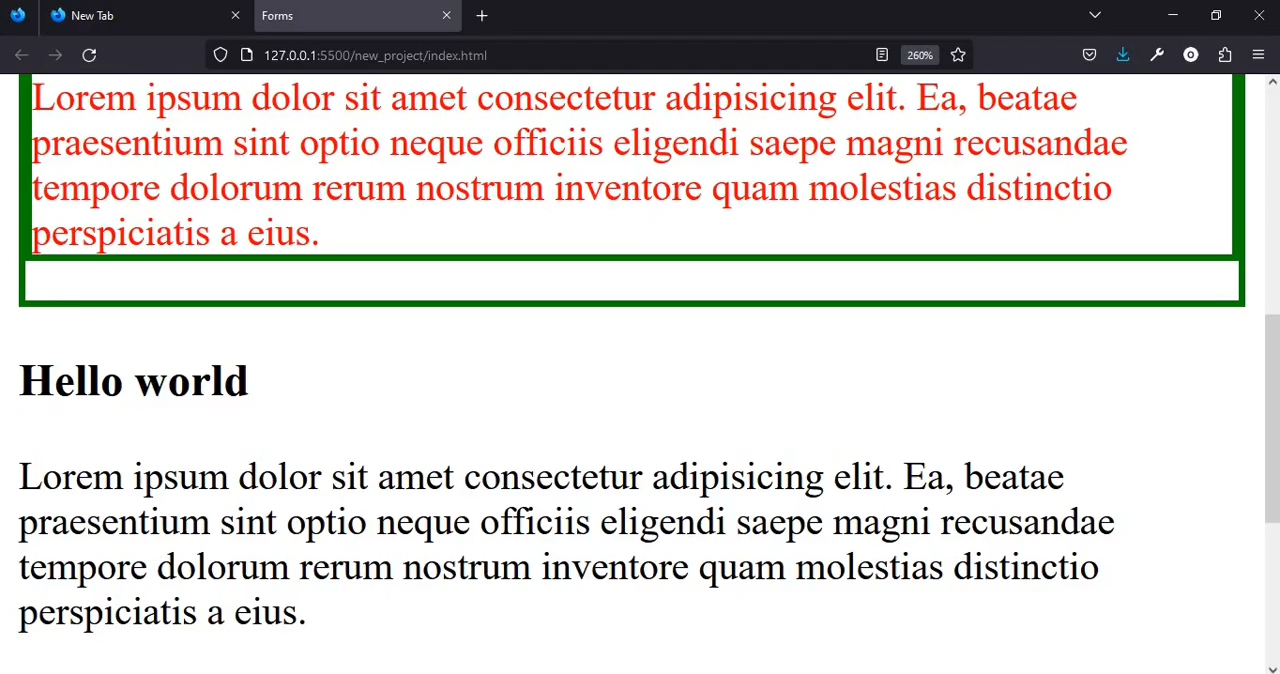 New Tab
Forms
127.0.0.1:5500/new_project/index.html
260%
Lorem ipsum dolor sit amet consectetur adipisicing elit. Ea, beatae
praesentium sint optio neque officiis eligendi saepe magni recusandae
tempore dolorum rerum nostrum inventore quam molestias distinctio
perspiciatis a eius.
Hello world
Lorem ipsum dolor sit amet consectetur adipisicing elit. Ea, beatae
praesentium sint optio neque officiis eligendi saepe magni recusandae
tempore dolorum rerum nostrum inventore quam molestias distinctio
perspiciatis a eius.